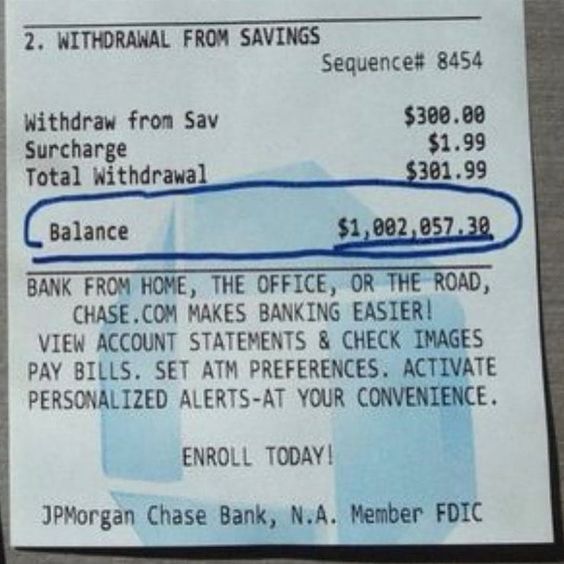 2. WITHDRAWAL FROM SAVINGS
Sequence# 8454
Withdraw from Sav $300.00
Surcharge $1.99
Total Withdrawal $301.99
Balance $1,002,057.30
BANK FROM HOME, THE OFFICE, OR THE ROAD,
CHASE.COM MAKES BANKING EASIER!
VIEW ACCOUNT STATEMENTS & CHECK IMAGES
PAY BILLS. SET ATM PREFERENCES. ACTIVATE
PERSONALIZED ALERTS-AT YOUR CONVENIENCE.
ENROLL TODAY!
JPMorgan Chase Bank, N.A. Member FDIC